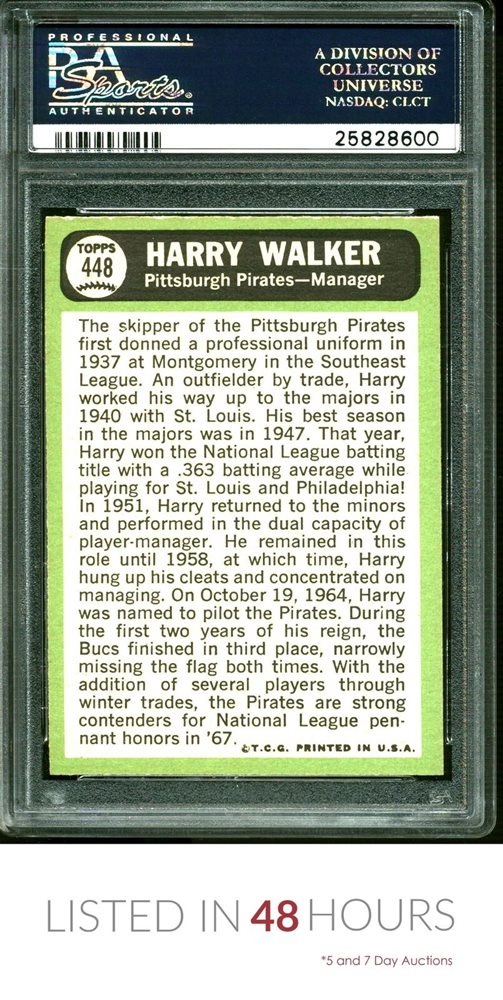 PROFESSIONAL
PSA
Sports
AUTHENTICATOR
A DIVISION OF
COLLECTORS
UNIVERSE
NASDAQ: CLCT
25828600
TOPPS
448
HARRY WALKER
Pittsburgh Pirates—Manager
The skipper of the Pittsburgh Pirates
first donned a professional uniform in
1937 at Montgomery in the Southeast
League. An outfielder by trade, Harry
worked his way up to the majors in
1940 with St. Louis. His best season
in the majors was in 1947. That year,
Harry won the National League batting
title with a .363 batting average while
playing for St. Louis and Philadelphia!
In 1951, Harry returned to the minors
and performed in the dual capacity of
player-manager. He remained in this
role until 1958, at which time, Harry
hung up his cleats and concentrated on
managing. On October 19, 1964, Harry
was named to pilot the Pirates. During
the first two years of his reign, the
Bucs finished in third place, narrowly
missing the flag both times. With the
addition of several players through
winter trades, the Pirates are strong
contenders for National League pen-
nant honors in '67.
©T.C.G. PRINTED IN U.S.A.
LISTED IN 48 HOURS
*5 and 7 Day Auctions